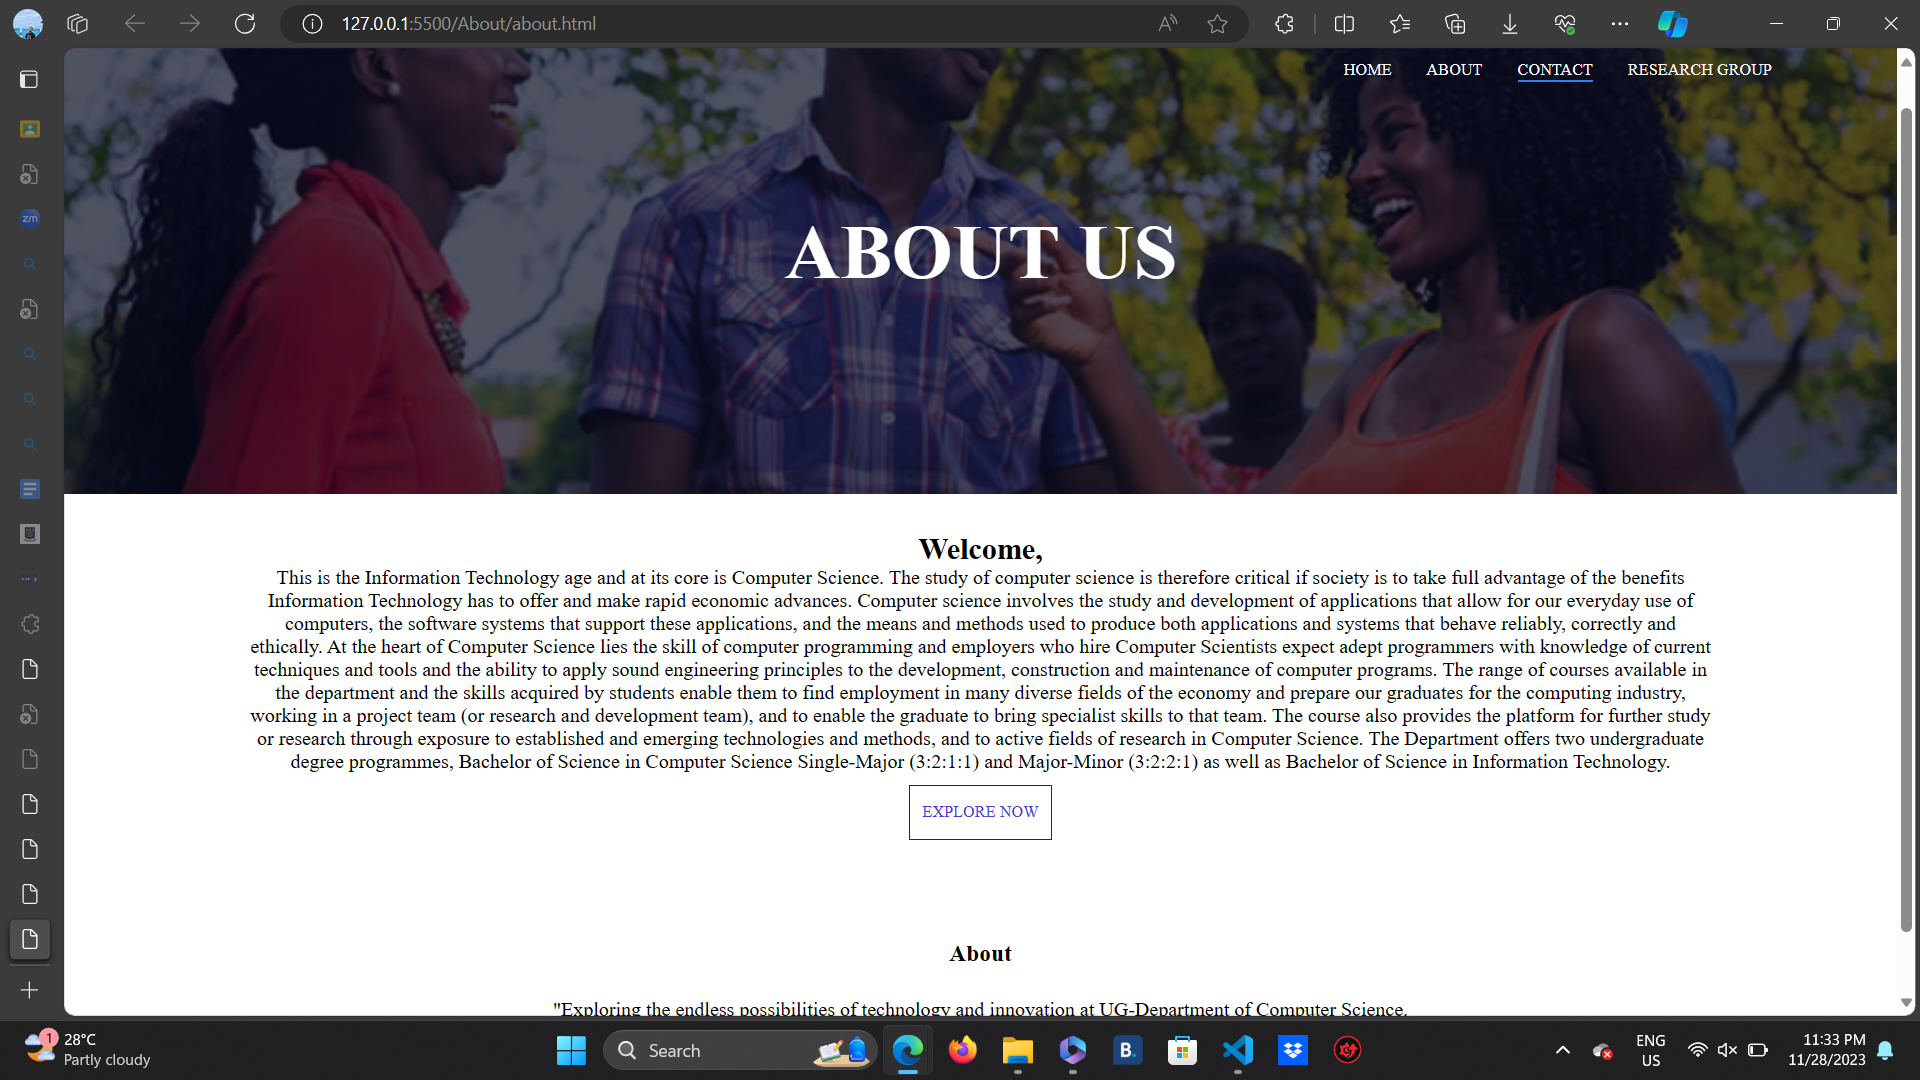 127.0.0.1:5500/About/about.html
HOME ABOUT CONTACT RESEARCH GROUP
zm
ABOUT US
Welcome,
This is the Information Technology age and at its core is Computer Science. The study of computer science is therefore critical if society is to take full advantage of the benefits
Information Technology has to offer and make rapid economic advances. Computer science involves the study and development of applications that allow for our everyday use of
computers, the software systems that support these applications, and the means and methods used to produce both applications and systems that behave reliably, correctly and
ethically. At the heart of Computer Science lies the skill of computer programming and employers who hire Computer Scientists expect adept programmers with knowledge of current
techniques and tools and the ability to apply sound engineering principles to the development, construction and maintenance of computer programs. The range of courses available in
the department and the skills acquired by students enable them to find employment in many diverse fields of the economy and prepare our graduates for the computing industry,
working in a project team (or research and development team), and to enable the graduate to bring specialist skills to that team. The course also provides the platform for further study
or research through exposure to established and emerging technologies and methods, and to active fields of research in Computer Science. The Department offers two undergraduate
degree programmes, Bachelor of Science in Computer Science Single-Major (3:2:1:1) and Major-Minor (3:2:2:1) as well as Bachelor of Science in Information Technology.
EXPLORE NOW
About
"Exploring the endless possibilities of technology and innovation at UG-Department of Computer Science.
1
28°C
Partly cloudy
Search
B.
ENG
US
11:33 PM
11/28/2023